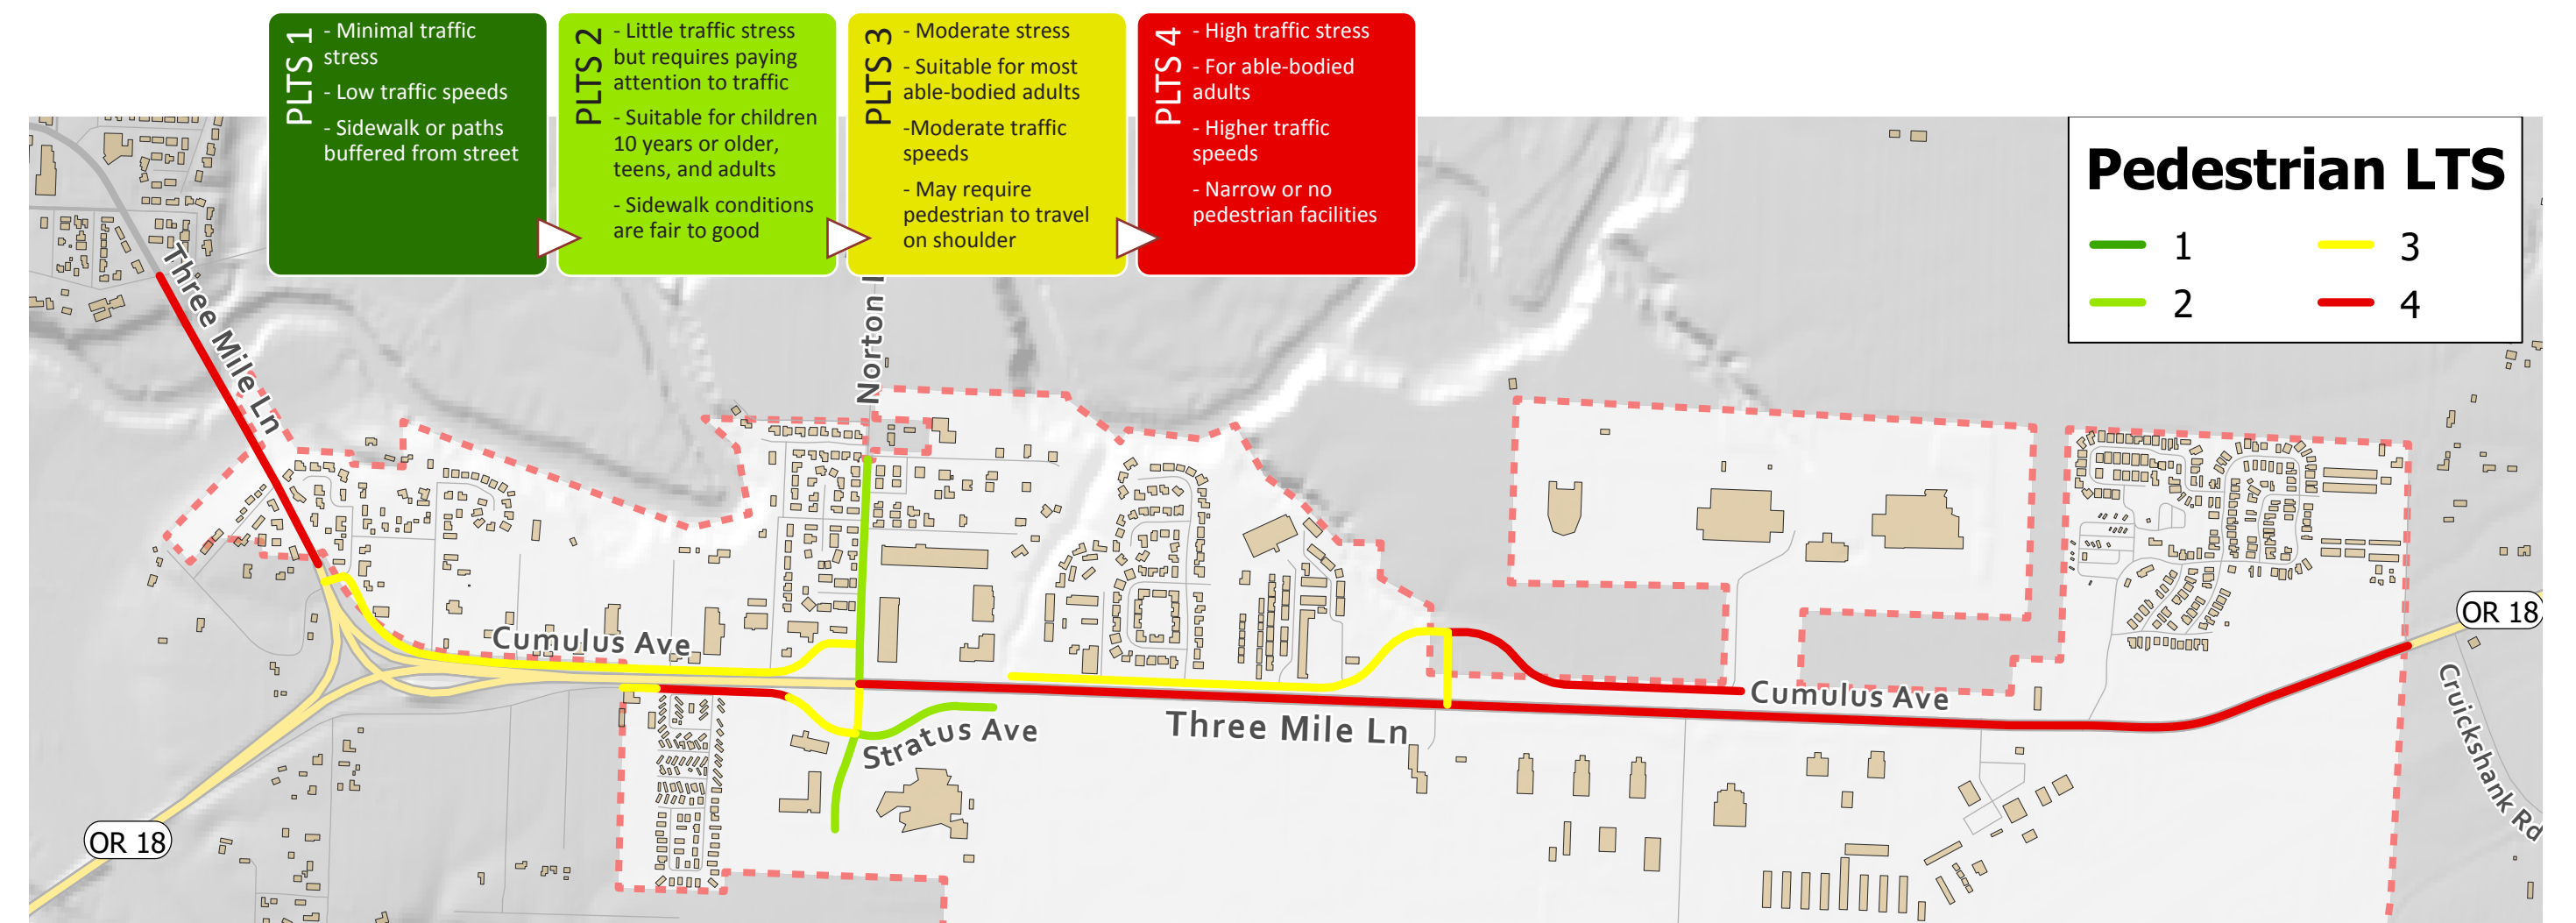 PLTS 1
- Minimal traffic
stress
- Low traffic speeds
- Sidewalk or paths
buffered from street
PLTS 2
- Little traffic stress
but requires paying
attention to traffic
- Suitable for children
10 years or older,
teens, and adults
- Sidewalk conditions
are fair to good
PLTS 3
- Moderate stress
- Suitable for most
able-bodied adults
-Moderate traffic
speeds
- May require
pedestrian to travel
on shoulder
PLTS 4
- High traffic stress
- For able-bodied
adults
- Higher traffic
speeds
- Narrow or no
pedestrian facilities
Pedestrian LTS
1
3
2
4
Three Mile Ln
Norton
Cumulus Ave
Stratus Ave
Three Mile Ln
Cumulus Ave
OR 18
Cruickshank Rd
OR 18